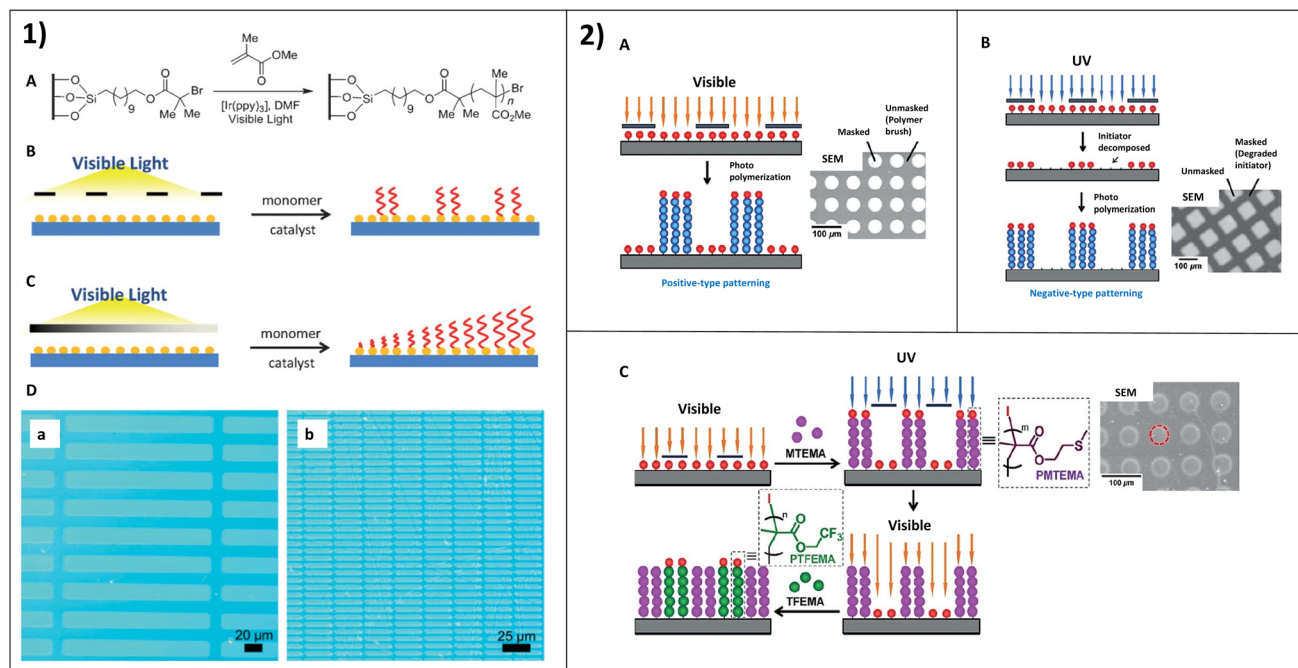 1)
A
Me
OMe
O
O
O
O
Si
9
O
O
Br
Me Me
[Ir(ppy)3], DMF
Visible Light
O
O
O
Si
9
O
O
Me Me
Me
Br
n
CO2Me
B
Visible Light
monomer
catalyst
C
Visible Light
monomer
catalyst
D
a
20 µm
b
25 µm
2)
A
Visible
Photo
polymerization
Positive-type patterning
Masked
Unmasked
(Polymer
brush)
SEM
100 µm
B
UV
Initiator
decomposed
Photo
polymerization
Negative-type patterning
Unmasked
Masked
(Degraded
initiator)
SEM
100 µm
C
Visible
MTEMA
UV
I
m
O
O
S
PMTEMA
SEM
100 µm
Visible
I
n
O
O
CF3
PTFEMA
TFEMA